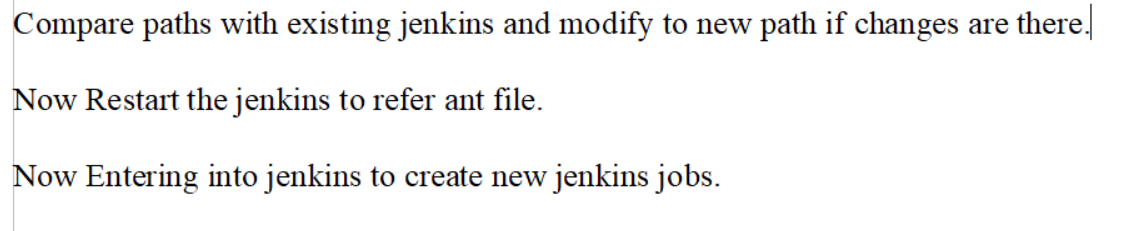 Compare paths with existing jenkins and modify to new path if changes are there.
Now Restart the jenkins to refer ant file.
Now Entering into jenkins to create new jenkins jobs.